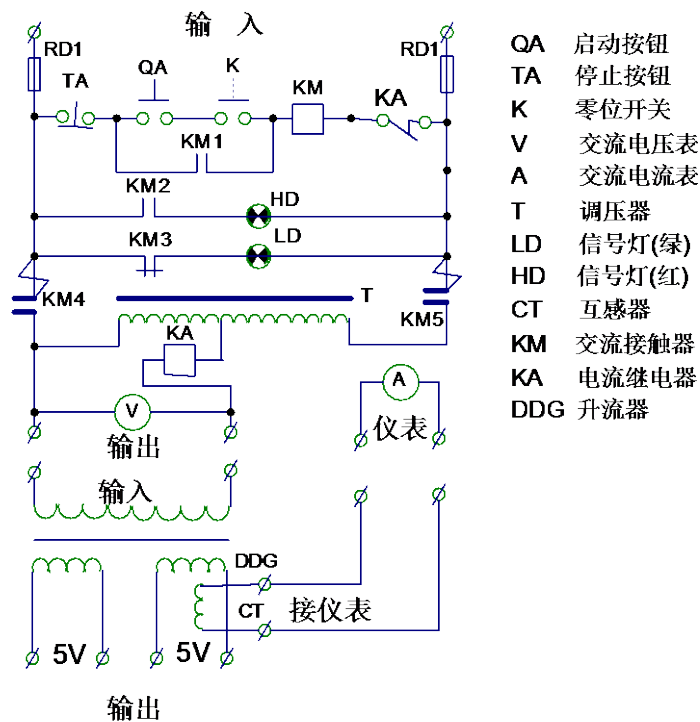 输 入
RD1
RD1
TA
QA
K
KM
KA
KM1
KM2
HD
LD
KM3
KM4
T
KM5
KA
A
V
仪表
输出
输入
DDG
CT
接仪表
5V
5V
输出
QA 启动按钮
TA 停止按钮
K 零位开关
V 交流电压表
A 交流电流表
T 调压器
LD 信号灯(绿)
HD 信号灯(红)
CT 互感器
KM 交流接触器
KA 电流继电器
DDG 升流器